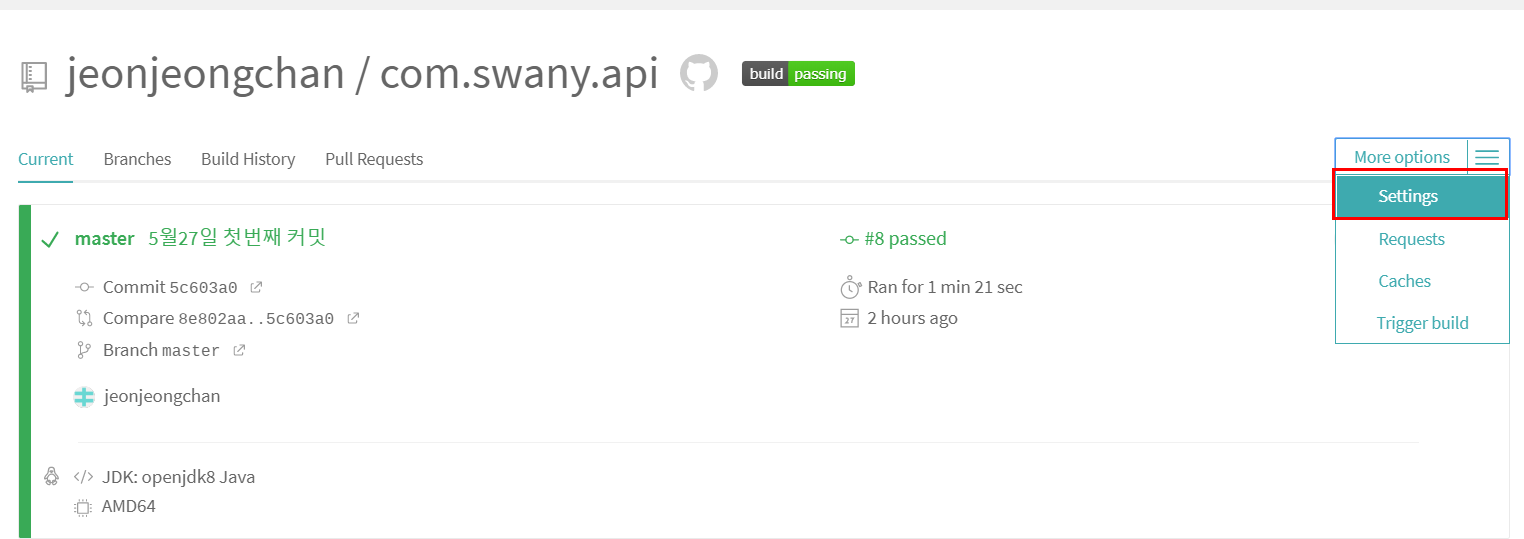 jeonjeongchan / com.swany.api build passing
Current Branches Build History Pull Requests More options
Settings
Requests
Caches
Trigger build
master 5월27일 첫번째 커밋
Commit 5c603a0
Compare 8e802aa..5c603a0
Branch master
jeonjeongchan
#8 passed
Ran for 1 min 21 sec
27 2 hours ago
JDK: openjdk8 Java
AMD64